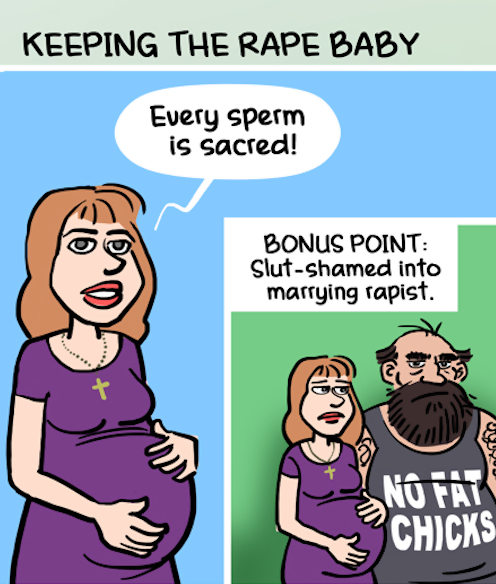 KEEPING THE RAPE BABY
Every sperm
is sacred!
BONUS POINT:
Slut-shamed into
marrying rapist.
NO FAT
CHICKS